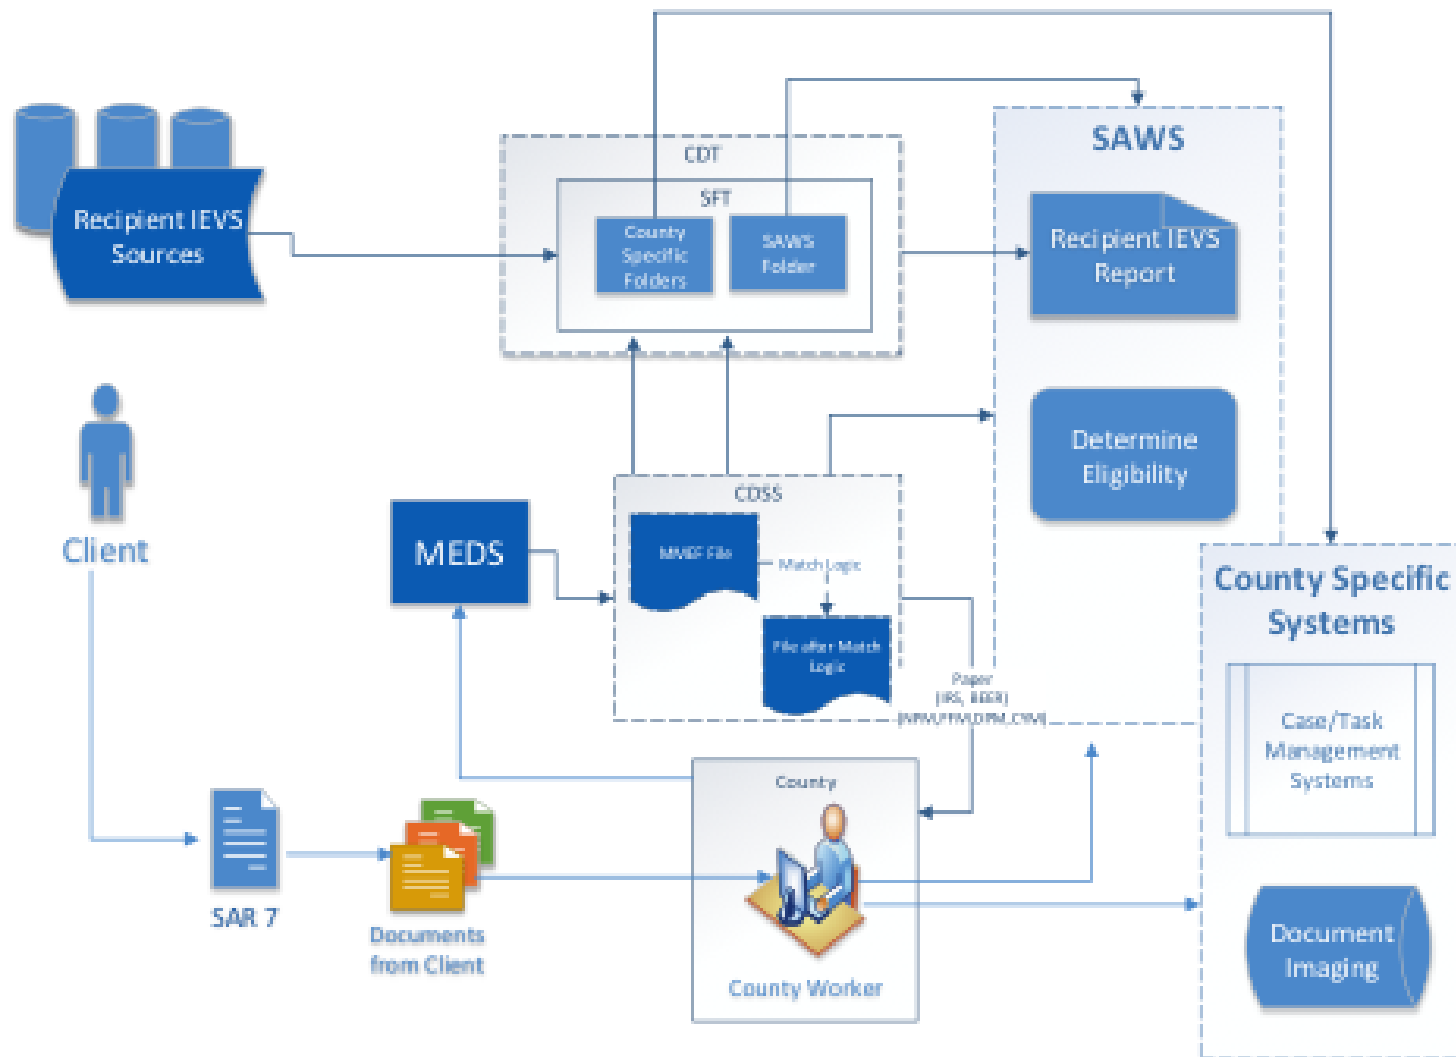 CDT
SFT
County
Specific
Folders
SAWS
Folder
SAWS
Recipient IEVS
Sources
Recipient IEVS
Report
Determine
Eligibility
Client
MEDS
CDSS
MMEF File
Match Logic
File after Match
Logic
Paper
(IRS, BEER)
County Specific
Systems
Case/Task
Management
Systems
County
SAR 7
Documents
from Client
County Worker
Document
Imaging